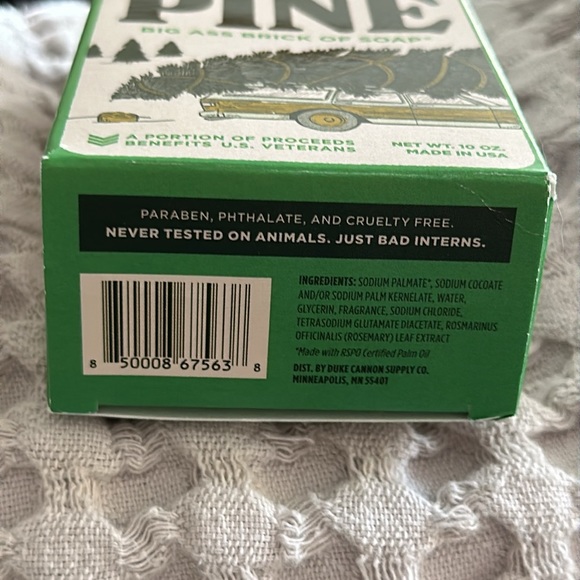 PINE
BIG ASS BRICK OF SOAP®
A PORTION OF PROCEEDS
BENEFITS U.S. VETERANS
NET WT. 10 OZ.
MADE IN USA
PARABEN, PHTHALATE, AND CRUELTY FREE.
NEVER TESTED ON ANIMALS. JUST BAD INTERNS.
8 50008 67563 8
INGREDIENTS: SODIUM PALMATE*, SODIUM COCOATE
AND/OR SODIUM PALM KERNELATE, WATER,
GLYCERIN, FRAGRANCE, SODIUM CHLORIDE,
TETRASODIUM GLUTAMATE DIACETATE, ROSMARINUS
OFFICINALIS (ROSEMARY) LEAF EXTRACT
*Made with RSPO Certified Palm Oil
DIST. BY DUKE CANNON SUPPLY CO.
MINNEAPOLIS, MN 55401